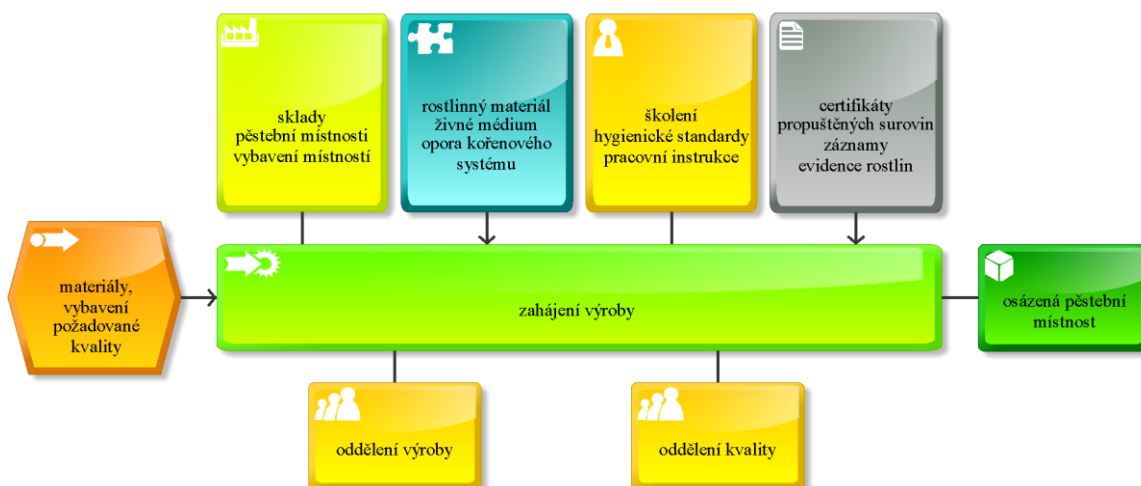 sklady
pěstební místnosti
vybavení místností
rostlinný materiál
živné médium
opora kořenového
systému
školení
hygienické standardy
pracovní instrukce
certifikáty
propuštěných surovin
záznamy
evidence rostlin
materiály,
vybavení
požadované
kvality
zahájení výroby
osázená pěstební
místnost
oddělení výroby
oddělení kvality